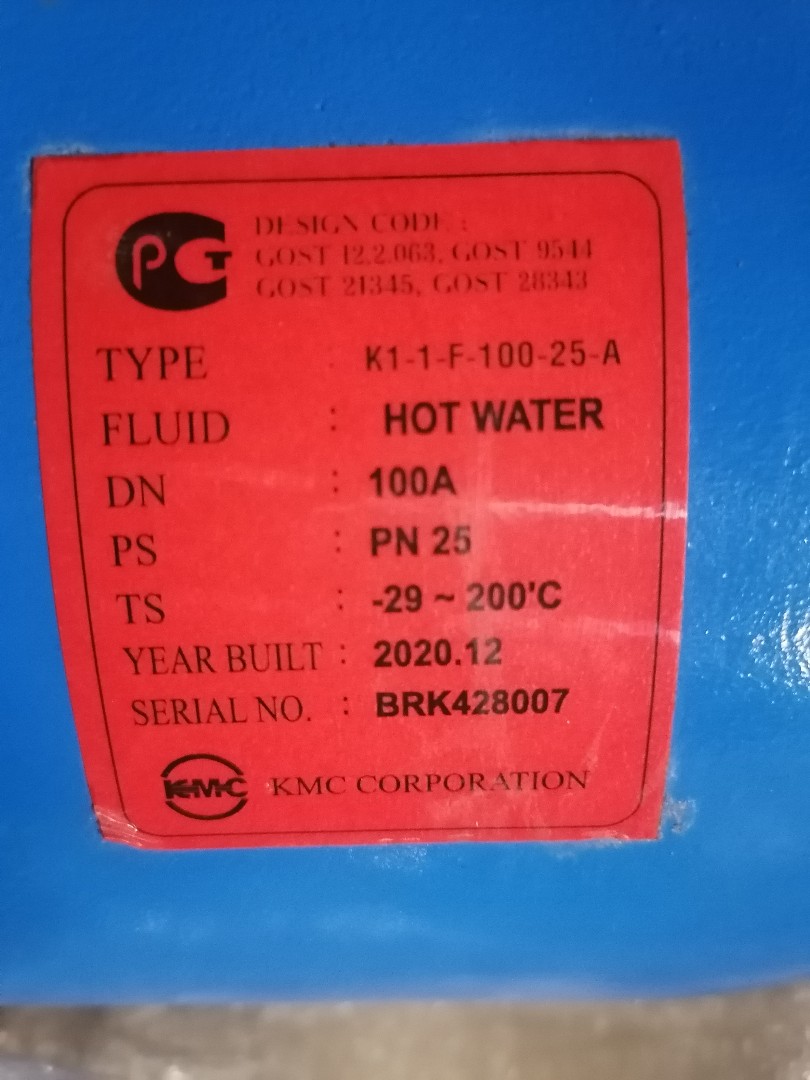 PCT
DESIGN CODE :
GOST 12.2.063, GOST 9544
GOST 21345, GOST 28343
TYPE : K1-1-F-100-25-A
FLUID : HOT WATER
DN : 100A
PS : PN 25
TS : -29 ~ 200'C
YEAR BUILT : 2020.12
SERIAL NO. : BRK428007
KMC KMC CORPORATION